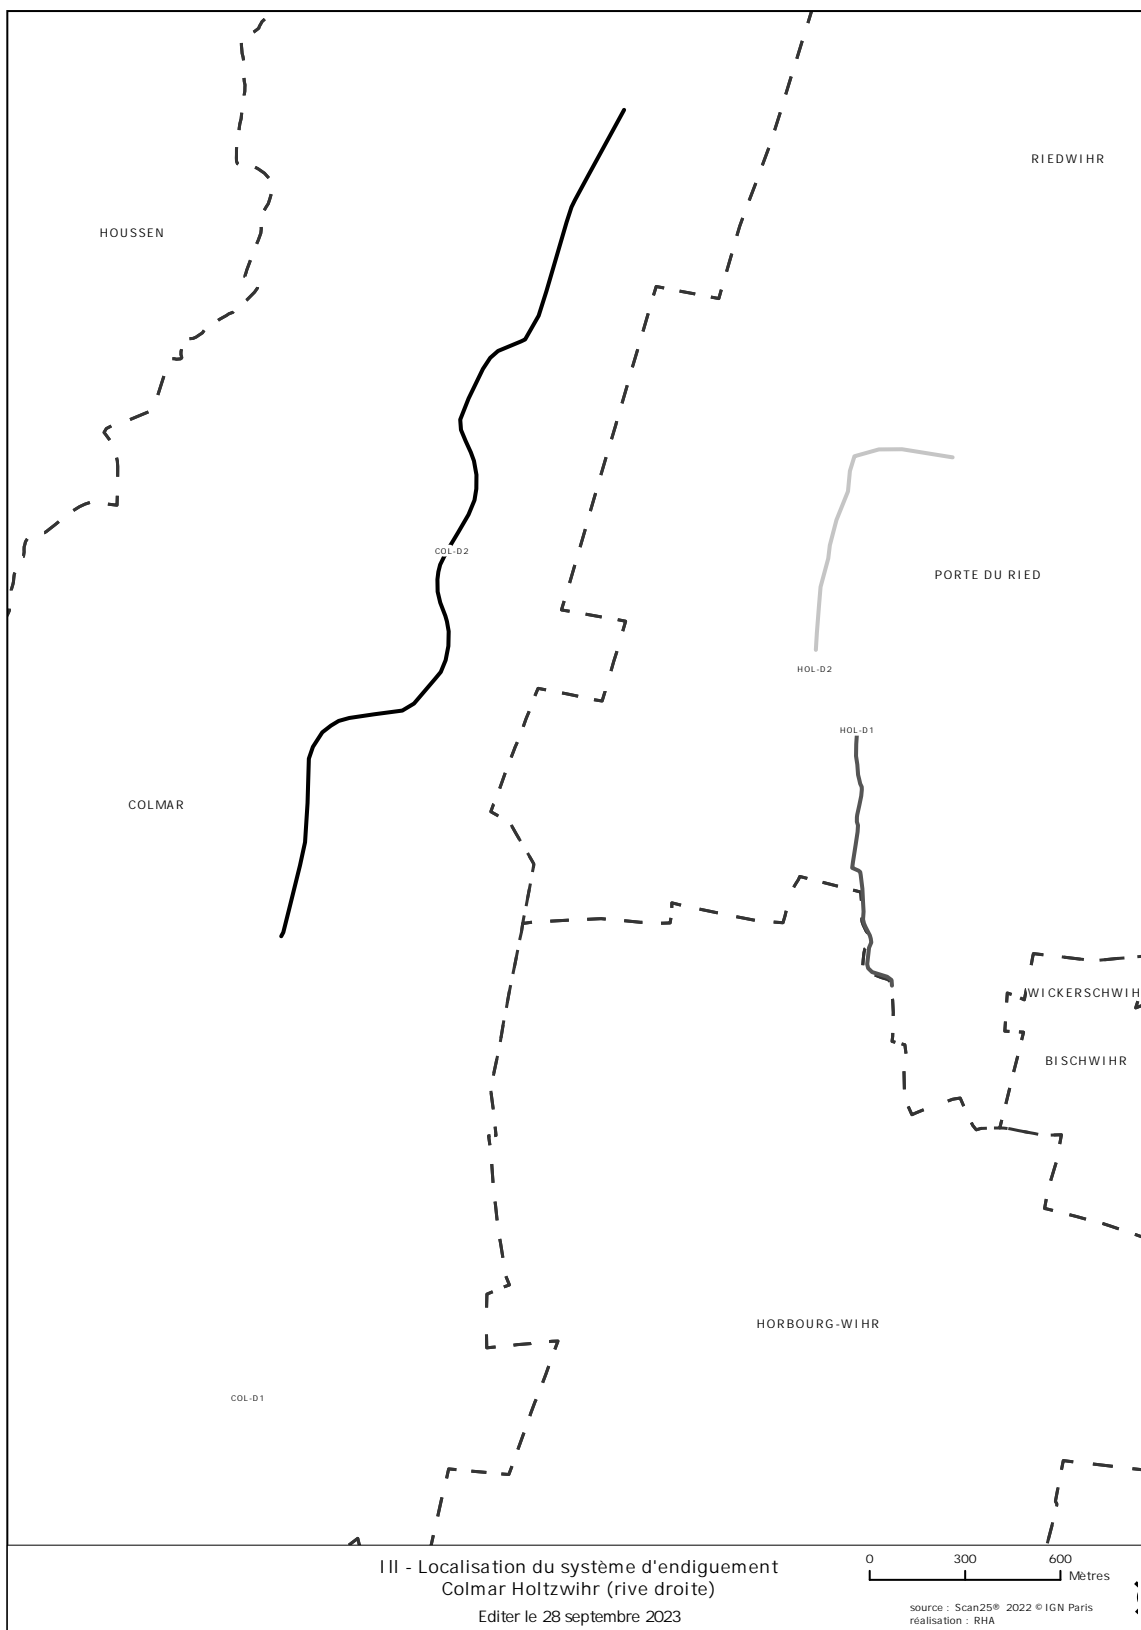 RIEDWIHR
HOUSSEN
COL-D2
PORTE DU RIED
HOL-D2
HOL-D1
COLMAR
WICKERSCHWIH
BISCHWIHR
HORBOURG-WIHR
COL-D1
III - Localisation du système d'endiguement
Colmar Holtzwihr (rive droite)
Editer le 28 septembre 2023
0 300 600
Mètres
source : Scan25® 2022 © IGN Paris
réalisation : RHA